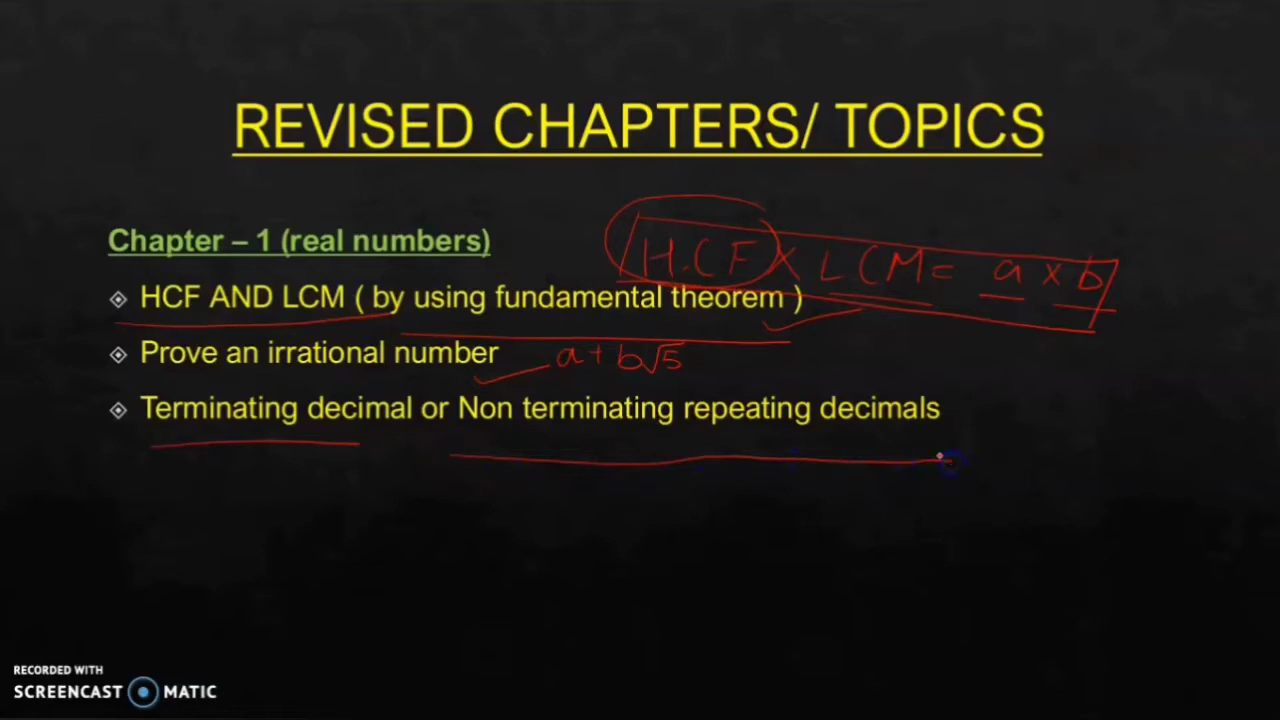 REVISED CHAPTERS/ TOPICS
Chapter – 1 (real numbers)
H.CF × LCM = a × b
HCF AND LCM ( by using fundamental theorem )
Prove an irrational number
a + b√5
Terminating decimal or Non terminating repeating decimals
RECORDED WITH
SCREENCAST MATIC